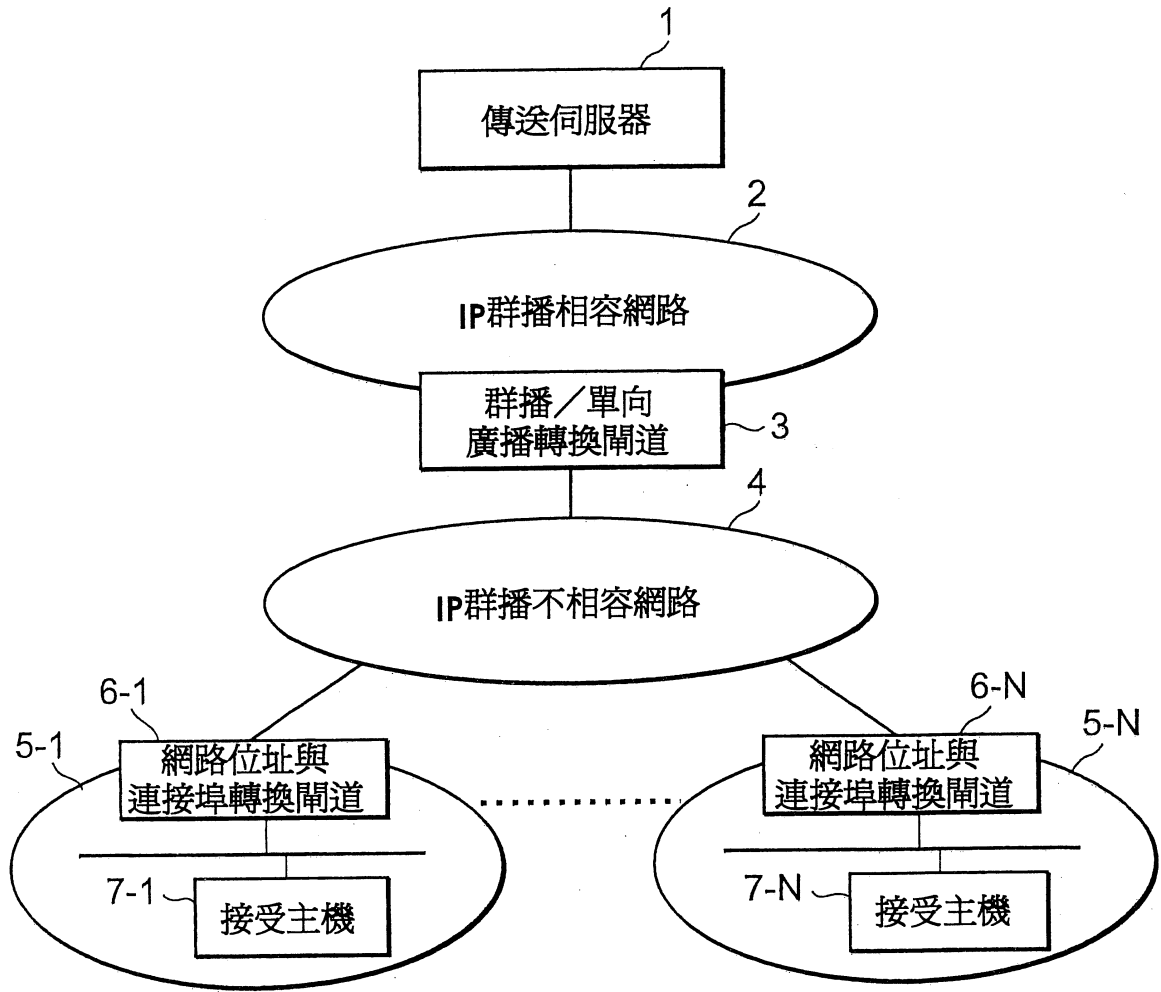 1
傳送伺服器
2
IP群播相容網路
群播／單向
廣播轉換閘道
3
4
IP群播不相容網路
6-1
6-N
5-1
5-N
網路位址與
連接埠轉換閘道
網路位址與
連接埠轉換閘道
7-1
接受主機
7-N
接受主機